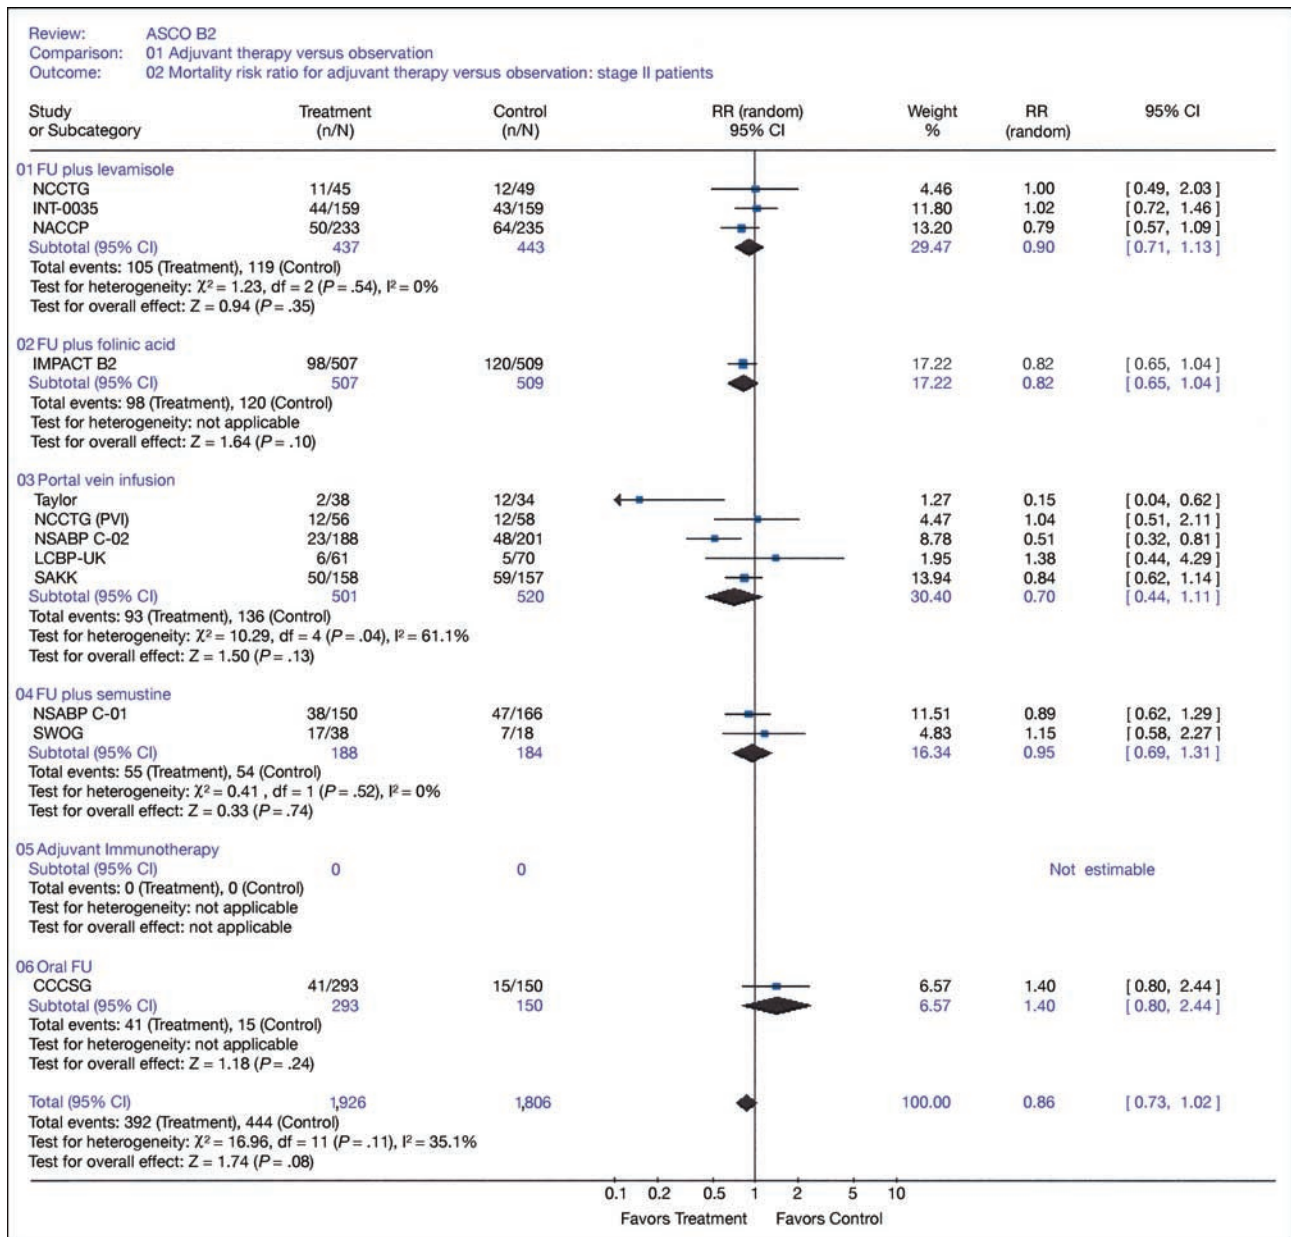 Review: ASCO B2
Comparison: 01 Adjuvant therapy versus observation
Outcome: 02 Mortality risk ratio for adjuvant therapy versus observation: stage II patients
Study Treatment Control RR (random) Weight RR 95% CI
or Subcategory (n/N) (n/N) 95% CI % (random)
01 FU plus levamisole
NCCTG 11/45 12/49 4.46 1.00 [ 0.49, 2.03 ]
INT-0035 44/159 43/159 11.80 1.02 [ 0.72, 1.46 ]
NACCP 50/233 64/235 13.20 0.79 [ 0.57, 1.09 ]
Subtotal (95% CI) 437 443 29.47 0.90 [ 0.71, 1.13 ]
Total events: 105 (Treatment), 119 (Control)
Test for heterogeneity: χ² = 1.23, df = 2 (P = .54), I² = 0%
Test for overall effect: Z = 0.94 (P = .35)
02 FU plus folinic acid
IMPACT B2 98/507 120/509 17.22 0.82 [ 0.65, 1.04 ]
Subtotal (95% CI) 507 509 17.22 0.82 [ 0.65, 1.04 ]
Total events: 98 (Treatment), 120 (Control)
Test for heterogeneity: not applicable
Test for overall effect: Z = 1.64 (P = .10)
03 Portal vein infusion
Taylor 2/38 12/34 1.27 0.15 [ 0.04, 0.62 ]
NCCTG (PVI) 12/56 12/58 4.47 1.04 [ 0.51, 2.11 ]
NSABP C-02 23/188 48/201 8.78 0.51 [ 0.32, 0.81 ]
LCBP-UK 6/61 5/70 1.95 1.38 [ 0.44, 4.29 ]
SAKK 50/158 59/157 13.94 0.84 [ 0.62, 1.14 ]
Subtotal (95% CI) 501 520 30.40 0.70 [ 0.44, 1.11 ]
Total events: 93 (Treatment), 136 (Control)
Test for heterogeneity: χ² = 10.29, df = 4 (P = .04), I² = 61.1%
Test for overall effect: Z = 1.50 (P = .13)
04 FU plus semustine
NSABP C-01 38/150 47/166 11.51 0.89 [ 0.62, 1.29 ]
SWOG 17/38 7/18 4.83 1.15 [ 0.58, 2.27 ]
Subtotal (95% CI) 188 184 16.34 0.95 [ 0.69, 1.31 ]
Total events: 55 (Treatment), 54 (Control)
Test for heterogeneity: χ² = 0.41 , df = 1 (P = .52), I² = 0%
Test for overall effect: Z = 0.33 (P = .74)
05 Adjuvant Immunotherapy
Subtotal (95% CI) 0 0 Not estimable
Total events: 0 (Treatment), 0 (Control)
Test for heterogeneity: not applicable
Test for overall effect: not applicable
06 Oral FU
CCCSG 41/293 15/150 6.57 1.40 [ 0.80, 2.44 ]
Subtotal (95% CI) 293 150 6.57 1.40 [ 0.80, 2.44 ]
Total events: 41 (Treatment), 15 (Control)
Test for heterogeneity: not applicable
Test for overall effect: Z = 1.18 (P = .24)
Total (95% CI) 1,926 1,806 100.00 0.86 [ 0.73, 1.02 ]
Total events: 392 (Treatment), 444 (Control)
Test for heterogeneity: χ² = 16.96, df = 11 (P = .11), I² = 35.1%
Test for overall effect: Z = 1.74 (P = .08)
0.1 0.2 0.5 1 2 5 10
Favors Treatment Favors Control